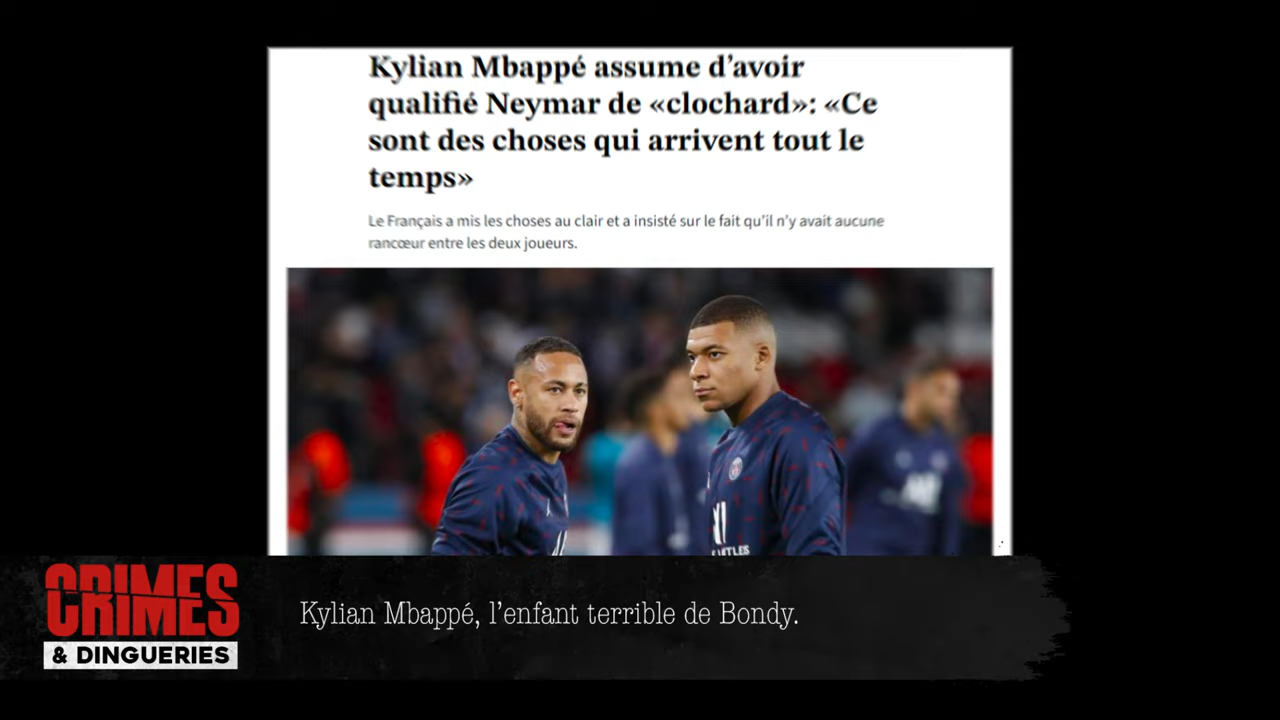 Kylian Mbappé assume d’avoir
qualifié Neymar de «clochard»: «Ce
sont des choses qui arrivent tout le
temps»
Le Français a mis les choses au clair et a insisté sur le fait qu’il n’y avait aucune
rancœur entre les deux joueurs.
CRIMES
& DINGUERIES
Kylian Mbappé, l’enfant terrible de Bondy.